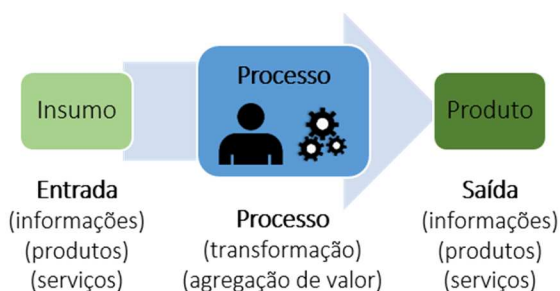 Insumo
Processo
Produto
Entrada
(informações)
(produtos)
(serviços)
Processo
(transformação)
(agregação de valor)
Saída
(informações)
(produtos)
(serviços)